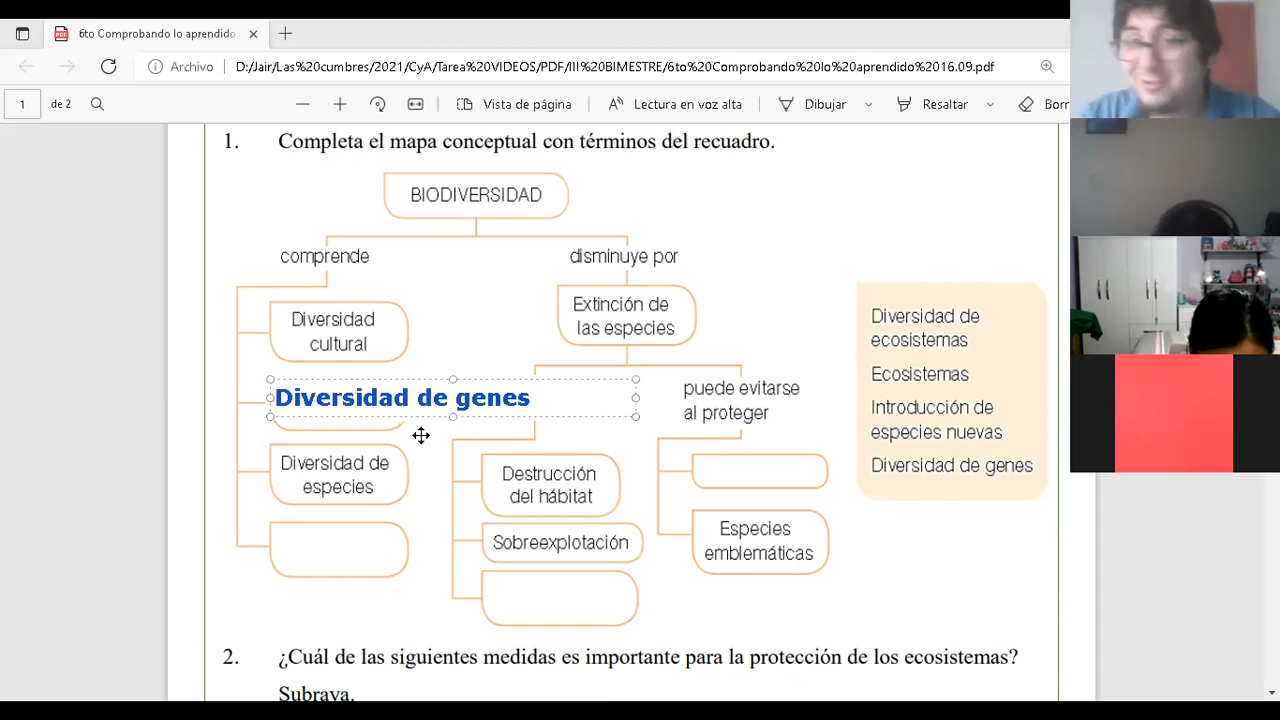 6to Comprobando lo aprendido
Archivo
D:/Jair/Las%20cumbres/2021/CyA/Tarea%20VIDEOS/PDF/III%20BIMESTRE/6to%20Comprobando%20lo%20aprendido%2016.09.pdf
1
de 2
Vista de página
Lectura en voz alta
Dibujar
Resaltar
Borr
1. Completa el mapa conceptual con términos del recuadro.
BIODIVERSIDAD
comprende
disminuye por
Diversidad
cultural
Extinción de
las especies
Diversidad de genes
puede evitarse
al proteger
Diversidad de
especies
Destrucción
del hábitat
Sobreexplotación
Especies
emblemáticas
Diversidad de
ecosistemas
Ecosistemas
Introducción de
especies nuevas
Diversidad de genes
2. ¿Cuál de las siguientes medidas es importante para la protección de los ecosistemas?
Subraya.